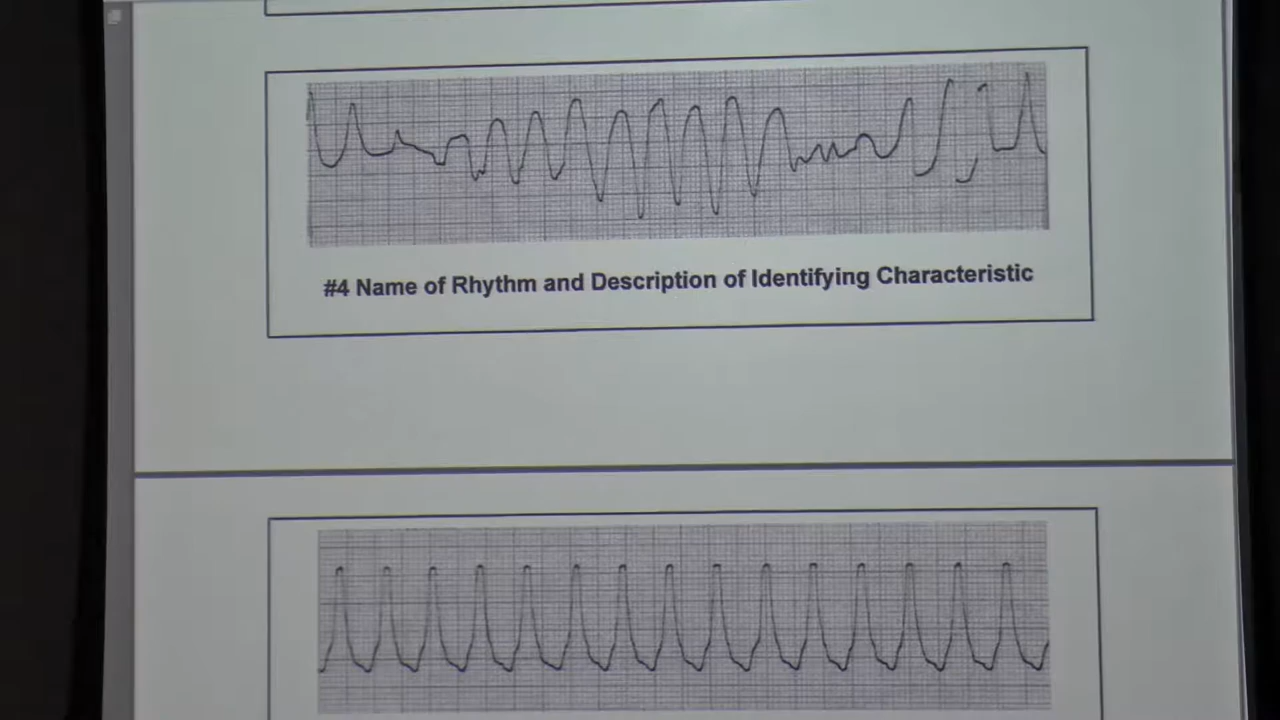 #4 Name of Rhythm and Description of Identifying Characteristic